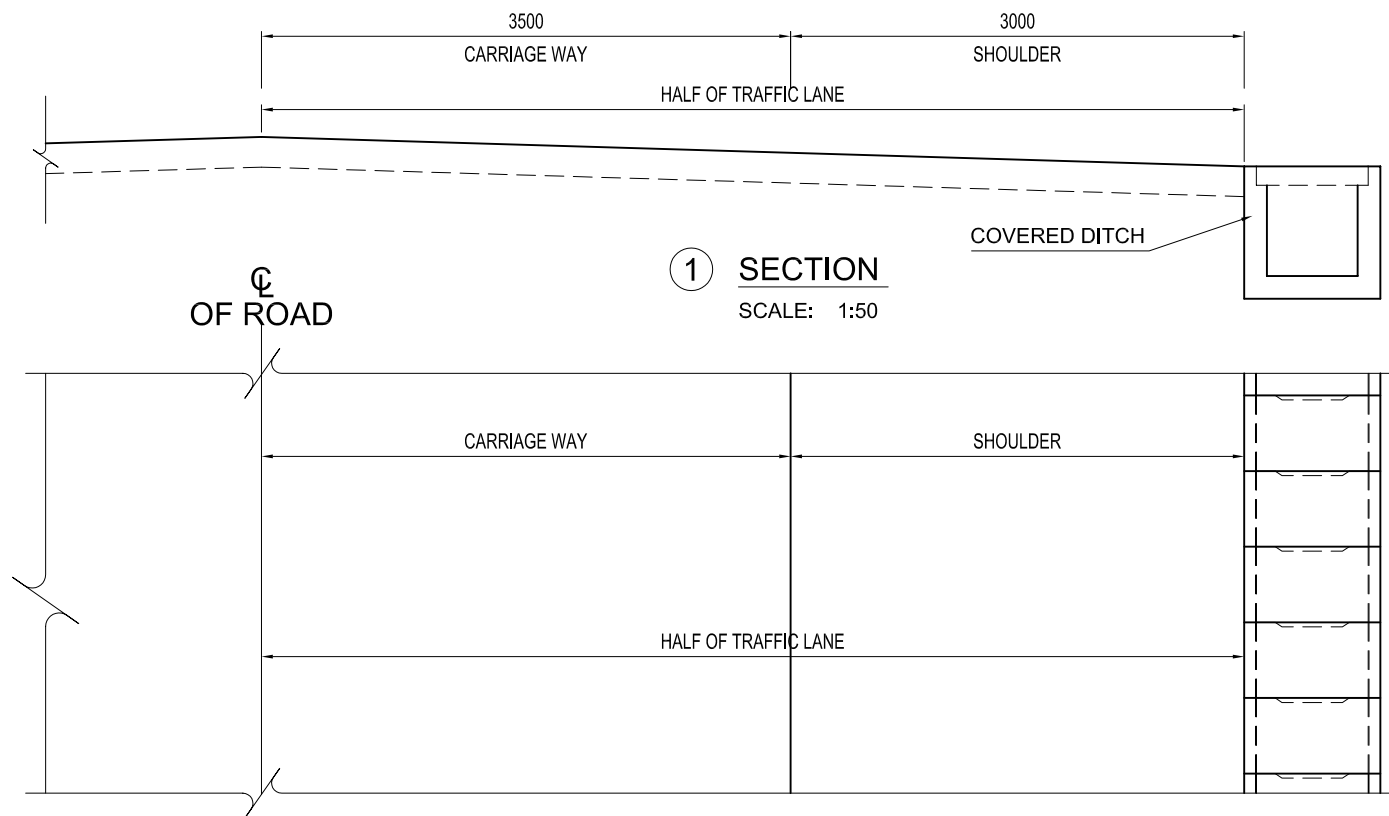 3500
3000
CARRIAGE WAY
SHOULDER
HALF OF TRAFFIC LANE
COVERED DITCH
1 SECTION
SCALE: 1:50
℄
OF ROAD
CARRIAGE WAY
SHOULDER
HALF OF TRAFFIC LANE